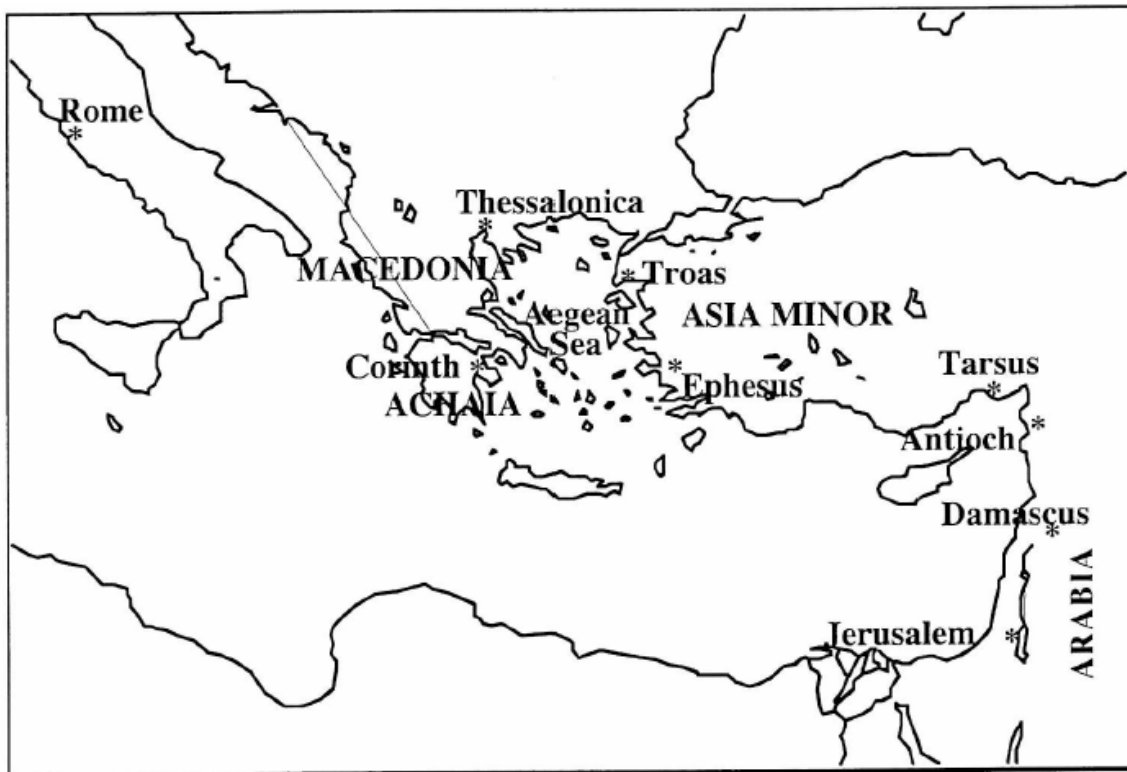 Rome
Thessalonica
MACEDONIA
Troas
Aegean
Sea
ASIA MINOR
Corinth
ACHAIA
Ephesus
Tarsus
Antioch
Damascus
ARABIA
Jerusalem